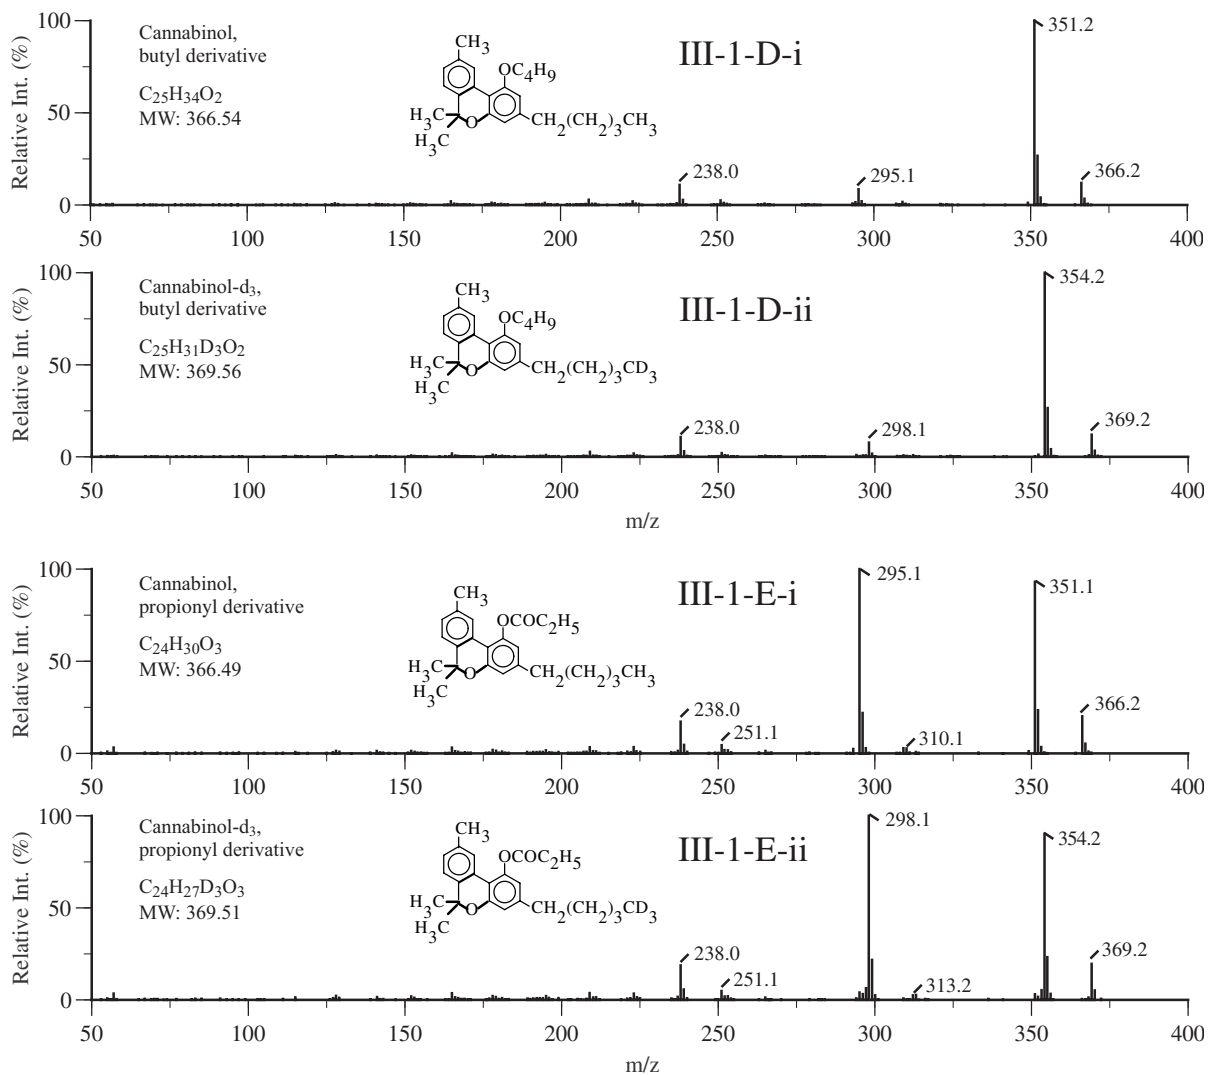 Cannabinol,
butyl derivative
C₂₅H₃₄O₂
MW: 366.54
III-1-D-i
CH₃
OC₄H₉
H₃C
H₃C
O
CH₂(CH₂)₃CH₃
Relative Int. (%)
100
50
0
238.0
295.1
351.2
366.2
50 100 150 200 250 300 350 400
Cannabinol-d₃,
butyl derivative
C₂₅H₃₁D₃O₂
MW: 369.56
III-1-D-ii
CH₃
OC₄H₉
H₃C
H₃C
O
CH₂(CH₂)₃CD₃
Relative Int. (%)
100
50
0
238.0
298.1
354.2
369.2
50 100 150 200 250 300 350 400
m/z
Cannabinol,
propionyl derivative
C₂₄H₃₀O₃
MW: 366.49
III-1-E-i
CH₃
OCOC₂H₅
H₃C
H₃C
O
CH₂(CH₂)₃CH₃
Relative Int. (%)
100
50
0
238.0
251.1
295.1
310.1
351.1
366.2
50 100 150 200 250 300 350 400
Cannabinol-d₃,
propionyl derivative
C₂₄H₂₇D₃O₃
MW: 369.51
III-1-E-ii
CH₃
OCOC₂H₅
H₃C
H₃C
O
CH₂(CH₂)₃CD₃
Relative Int. (%)
100
50
0
238.0
251.1
298.1
313.2
354.2
369.2
50 100 150 200 250 300 350 400
m/z